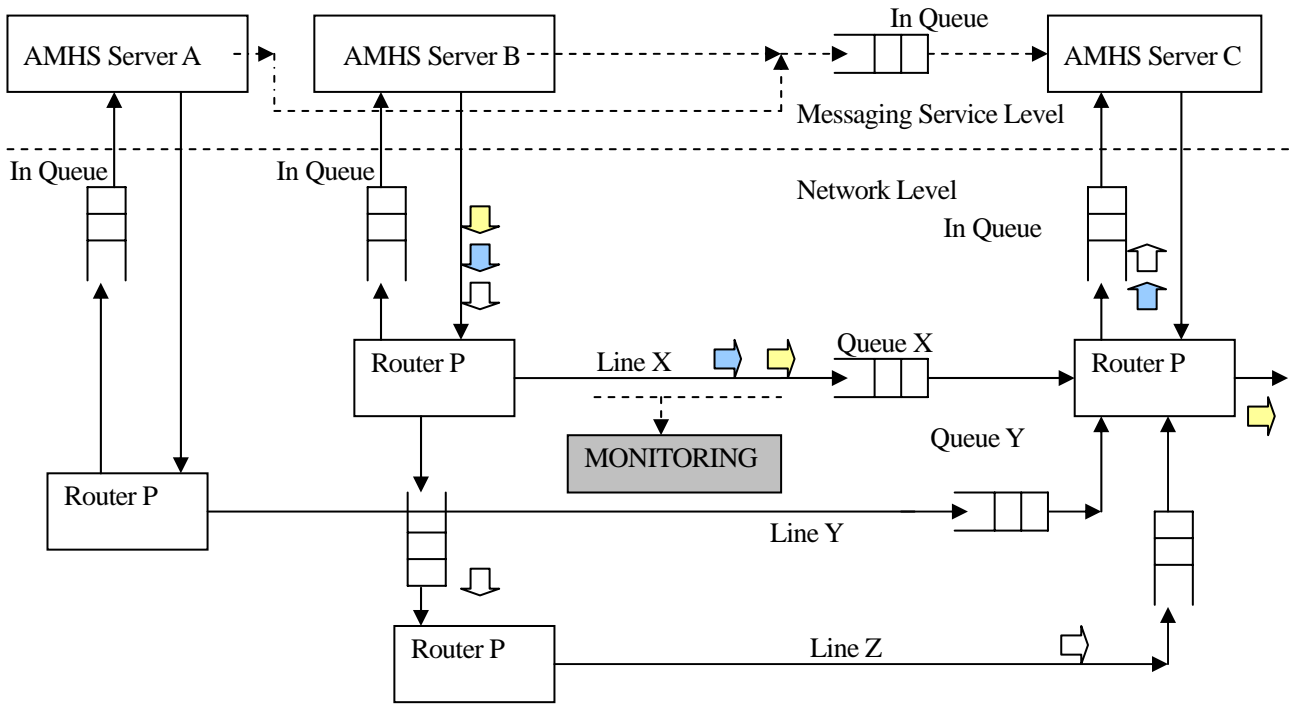 In Queue
AMHS Server A
AMHS Server B
AMHS Server C
Messaging Service Level
In Queue
In Queue
Network Level
In Queue
Router P
Line X
Queue X
Router P
MONITORING
Queue Y
Router P
Line Y
Router P
Line Z